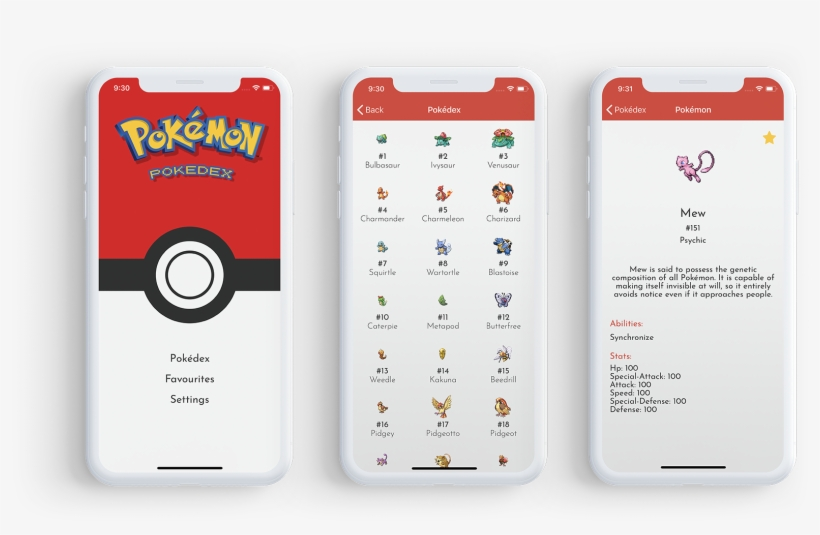 9:30
POKéMON
POKEDEX
Pokédex
Favourites
Settings
9:30
Back
Pokédex
#1 #2 #3
Bulbasaur Ivysaur Venusaur
#4 #5 #6
Charmander Charmeleon Charizard
#7 #8 #9
Squirtle Wartortle Blastoise
#10 #11 #12
Caterpie Metapod Butterfree
#13 #14 #15
Weedle Kakuna Beedrill
#16 #17 #18
Pidgey Pidgeotto Pidgeot
9:31
Pokédex
Pokémon
Mew
#151
Psychic
Mew is said to possess the genetic
composition of all Pokémon. It is capable of
making itself invisible at will, so it entirely
avoids notice even if it approaches people.
Abilities:
Synchronize
Stats:
Hp: 100
Special-Attack: 100
Attack: 100
Speed: 100
Special-Defense: 100
Defense: 100